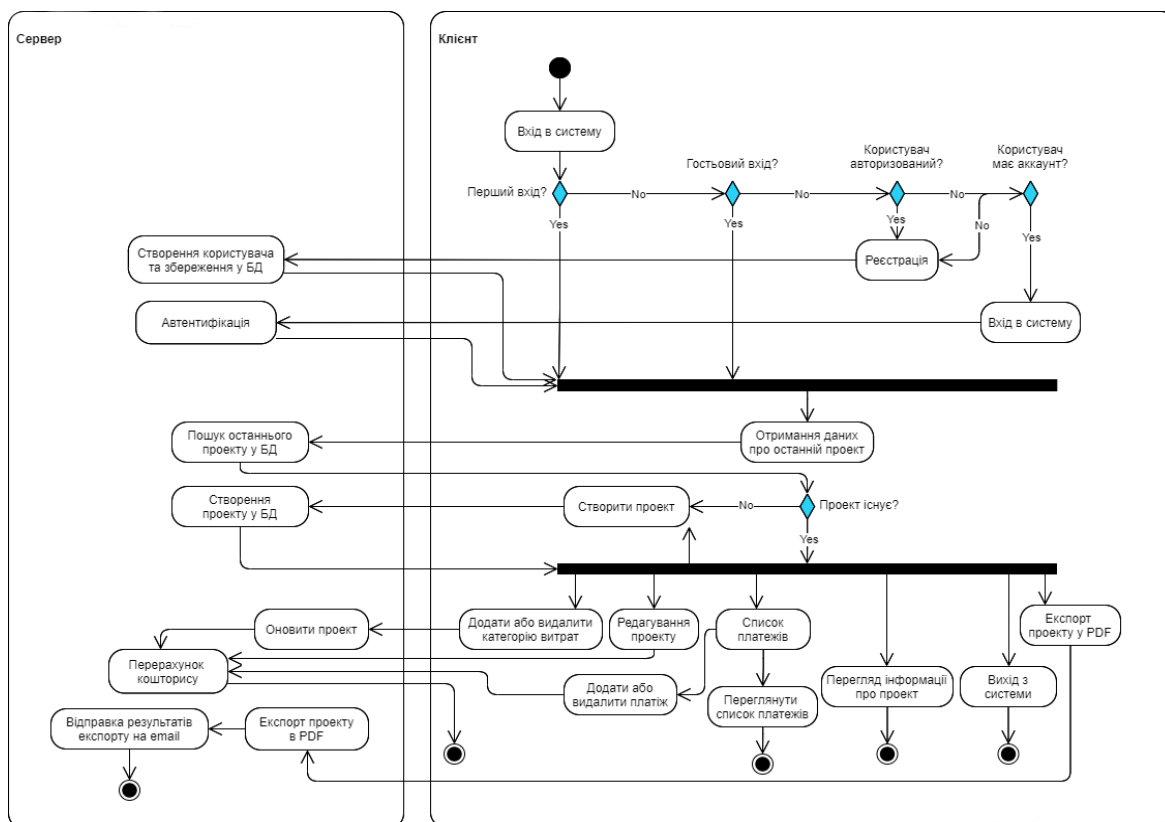 Сервер
Клієнт
Вхід в систему
Перший вхід?
No
Гостьовий вхід?
No
Користувач
авторизований?
No
Користувач
має аккаунт?
Yes
Yes
Yes
No
Yes
Створення користувача
та збереження у БД
Реєстрація
Автентифікація
Вхід в систему
Пошук останнього
проекту у БД
Отримання даних
про останній проект
Створення
проекту у БД
Створити проект
No
Проект існує?
Yes
Оновити проект
Додати або видалити
категорію витрат
Редагування
проекту
Список
платежів
Експорт
проекту у PDF
Перерахунок
кошторису
Додати або
видалити платіж
Переглянути
список платежів
Перегляд інформації
про проект
Вихід з
системи
Відправка результатів
експорту на email
Експорт проекту
в PDF